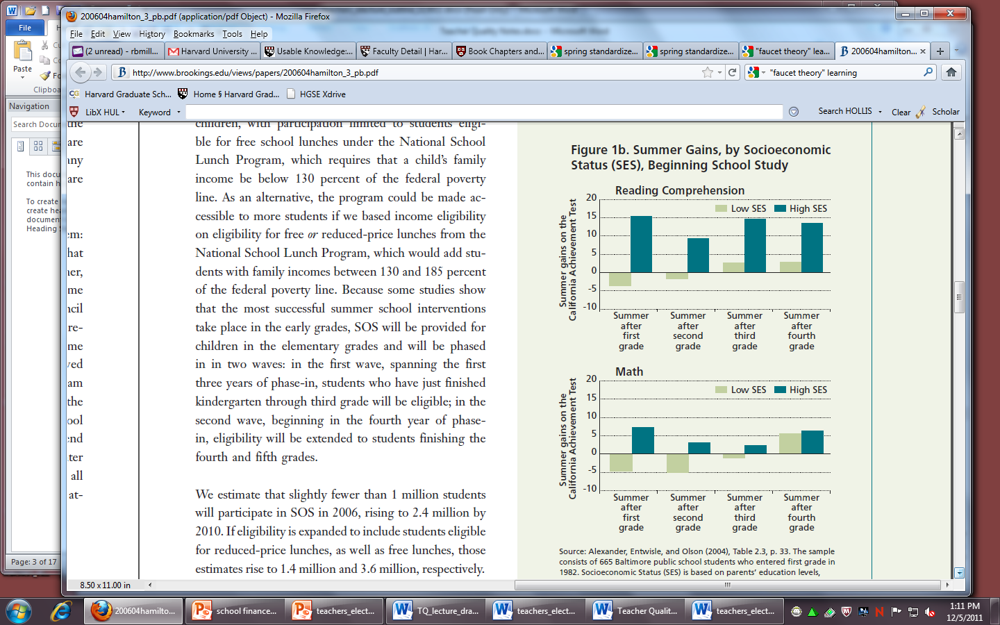 200604hamilton_3_pb.pdf (application/pdf Object) - Mozilla Firefox
File Edit View History Bookmarks Tools Help
(2 unread) - rbmill... Harvard University ... Usable Knowledge:... Faculty Detail | Har... Book Chapters and... spring standardize... spring standardize... "faucet theory" lea... 200604hamilton...
http://www.brookings.edu/views/papers/200604hamilton_3_pb.pdf
"faucet theory" learning
Harvard Graduate Sch... Home § Harvard Grad... HGSE Xdrive
LibX HUL Keyword Search HOLLIS Clear Scholar
File
Paste
Clipboa
Navigation
Search Docum
This docu
contain h
To create
create hea
document
Heading S
Page: 3 of 17
the
are
any
are
em:
hat
ner,
me
ncil
re-
me
ved
am
the
ool
end
ter
all
at-
children, with participation limited to students eligi-
ble for free school lunches under the National School
Lunch Program, which requires that a child's family
income be below 130 percent of the federal poverty
line. As an alternative, the program could be made ac-
cessible to more students if we based income eligibility
on eligibility for free or reduced-price lunches from the
National School Lunch Program, which would add stu-
dents with family incomes between 130 and 185 percent
of the federal poverty line. Because some studies show
that the most successful summer school interventions
take place in the early grades, SOS will be provided for
children in the elementary grades and will be phased
in in two waves: in the first wave, spanning the first
three years of phase-in, students who have just finished
kindergarten through third grade will be eligible; in the
second wave, beginning in the fourth year of phase-
in, eligibility will be extended to students finishing the
fourth and fifth grades.
We estimate that slightly fewer than 1 million students
will participate in SOS in 2006, rising to 2.4 million by
2010. If eligibility is expanded to include students eligible
for reduced-price lunches, as well as free lunches, those
estimates rise to 1.4 million and 3.6 million, respectively.
Figure 1b. Summer Gains, by Socioeconomic
Status (SES), Beginning School Study
Reading Comprehension
Low SES High SES
Summer gains on the
California Achievement Test
20
15
10
5
0
-5
-10
Summer after first grade
Summer after second grade
Summer after third grade
Summer after fourth grade
Math
Low SES High SES
Summer gains on the
California Achievement Test
20
15
10
5
0
-5
-10
Summer after first grade
Summer after second grade
Summer after third grade
Summer after fourth grade
Source: Alexander, Entwisle, and Olson (2004), Table 2.3, p. 33. The sample
consists of 665 Baltimore public school students who entered first grade in
1982. Socioeconomic Status (SES) is based on parents' education levels,
8.50 x 11.00 in
200604hamilto... school finance... teachers_elect... TQ_lecture_dra... teachers_elect... Teacher Qualit... teachers_elect...
1:11 PM
12/5/2011